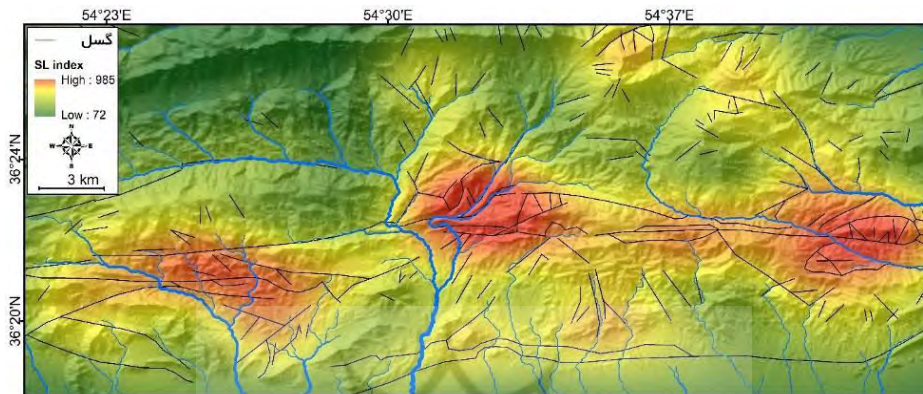 54°23'E
54°30'E
54°37'E
گسل
SL index
High : 985
Low : 72
N
W E
S
3 km
36°24'N
36°20'N